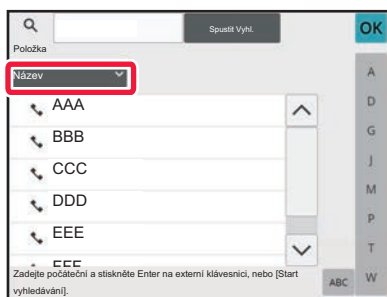 Spustit Vyhl.
OK
Položka
Název
A
D
G
J
M
P
T
W
AAA
BBB
CCC
DDD
EEE
FFF
Zadejte počáteční a stiskněte Enter na externí klávesnici, nebo [Start
vyhledávání].
ABC